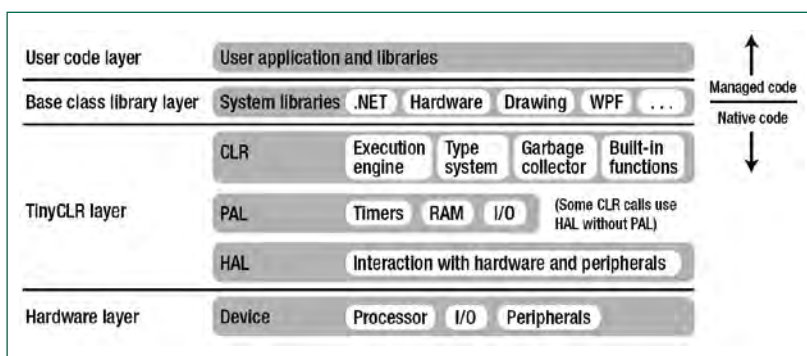 User code layer User application and libraries
Managed code
Base class library layer System libraries .NET Hardware Drawing WPF ...
Native code
CLR Execution engine Type system Garbage collector Built-in functions
TinyCLR layer PAL Timers RAM I/O (Some CLR calls use HAL without PAL)
HAL Interaction with hardware and peripherals
Hardware layer Device Processor I/O Peripherals